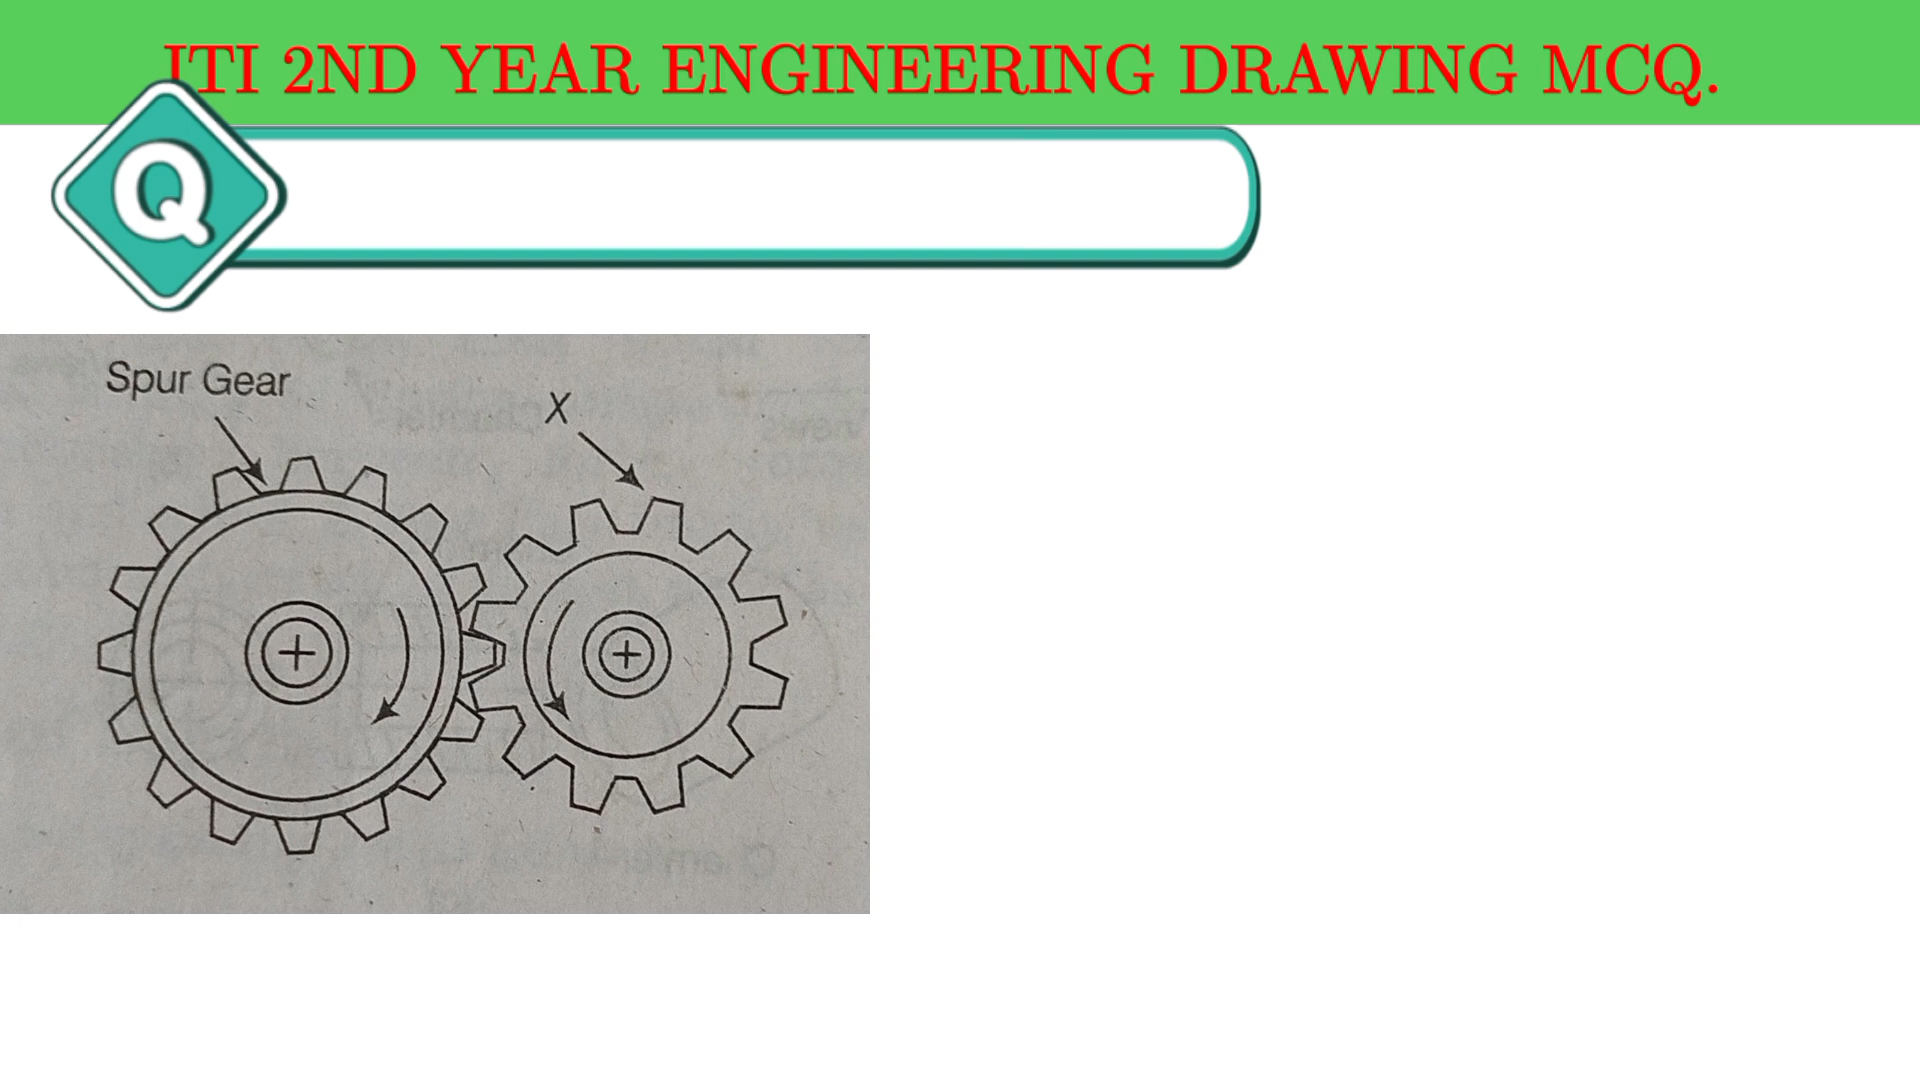 ITI 2ND YEAR ENGINEERING DRAWING MCQ.
Q
Spur Gear
X